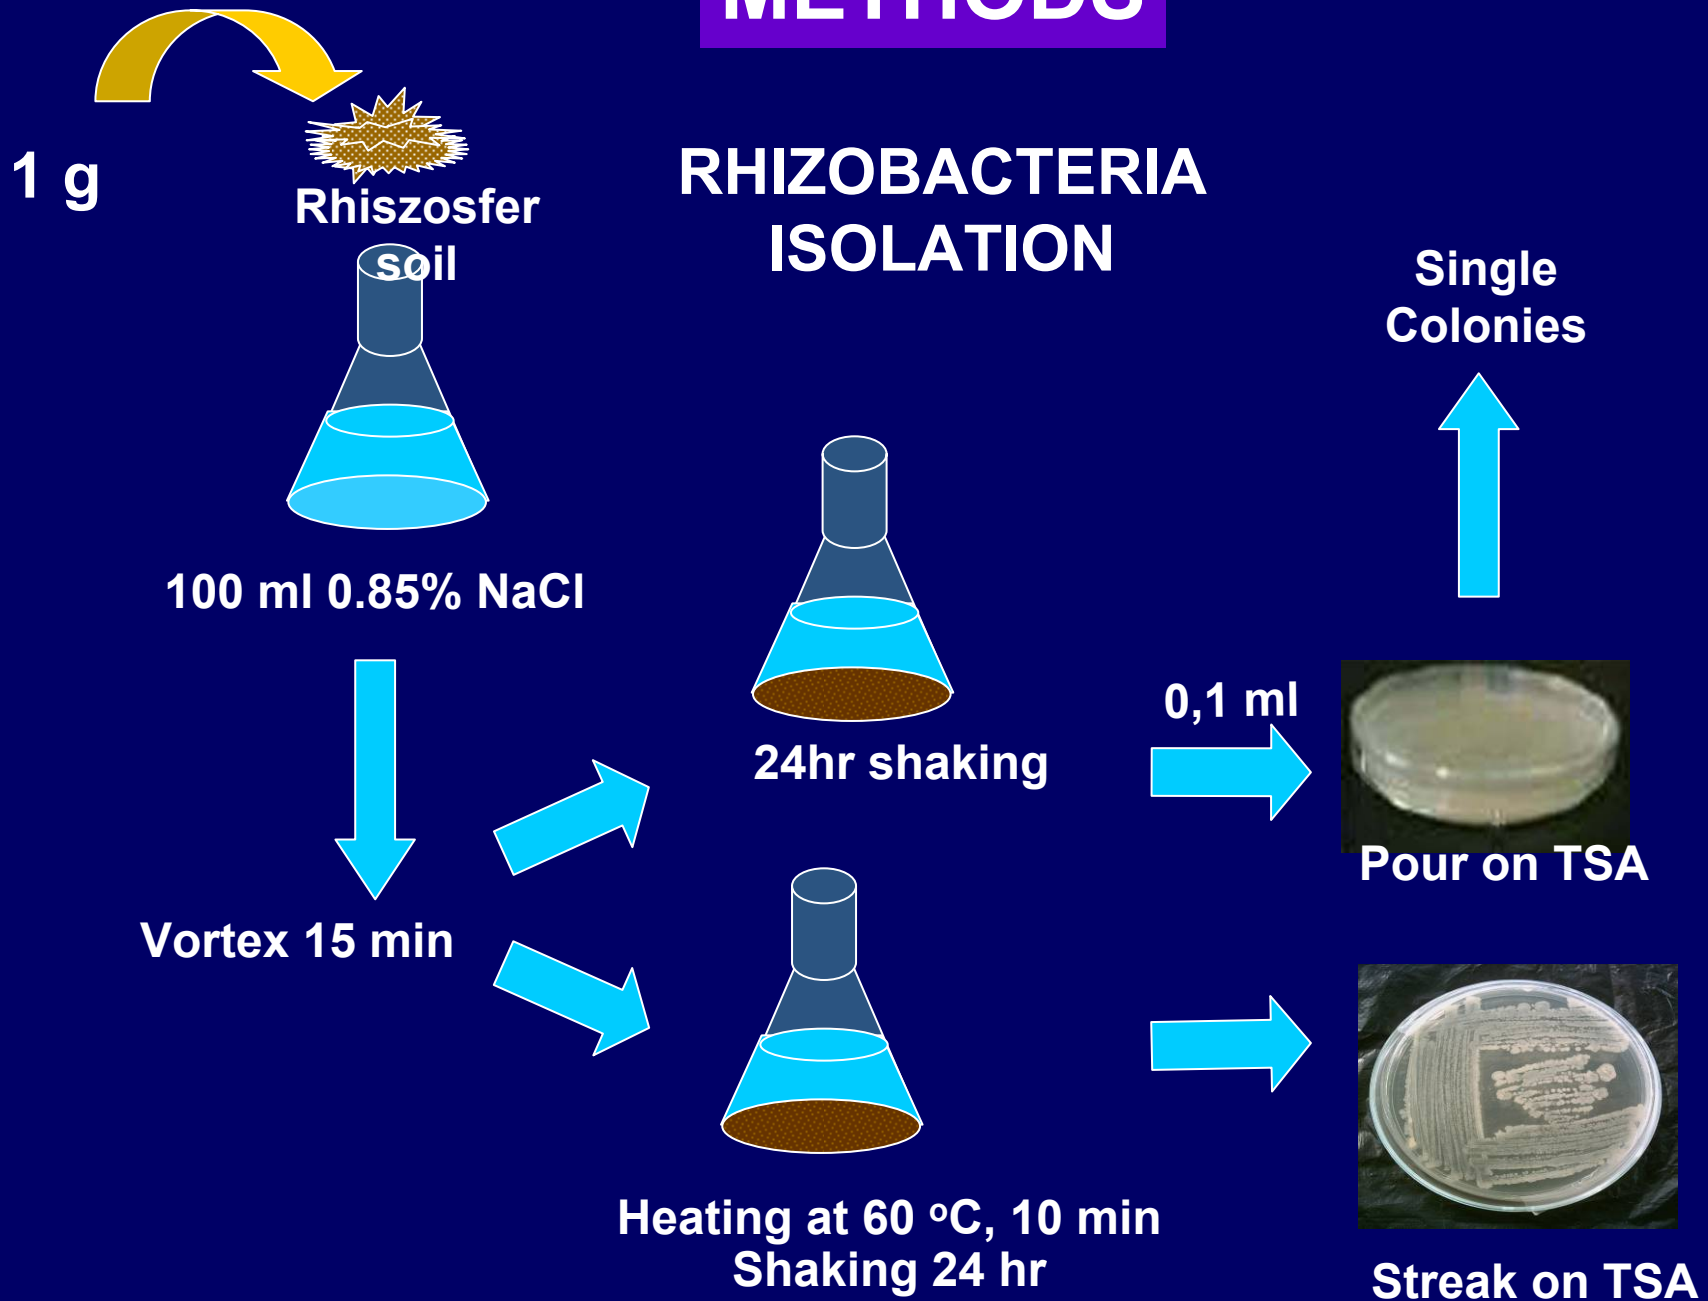 METHODS
1 g
Rhiszosfer
soil
RHIZOBACTERIA
ISOLATION
Single
Colonies
100 ml 0.85% NaCl
24hr shaking
0,1 ml
Pour on TSA
Vortex 15 min
Heating at 60 ºC, 10 min
Shaking 24 hr
Streak on TSA